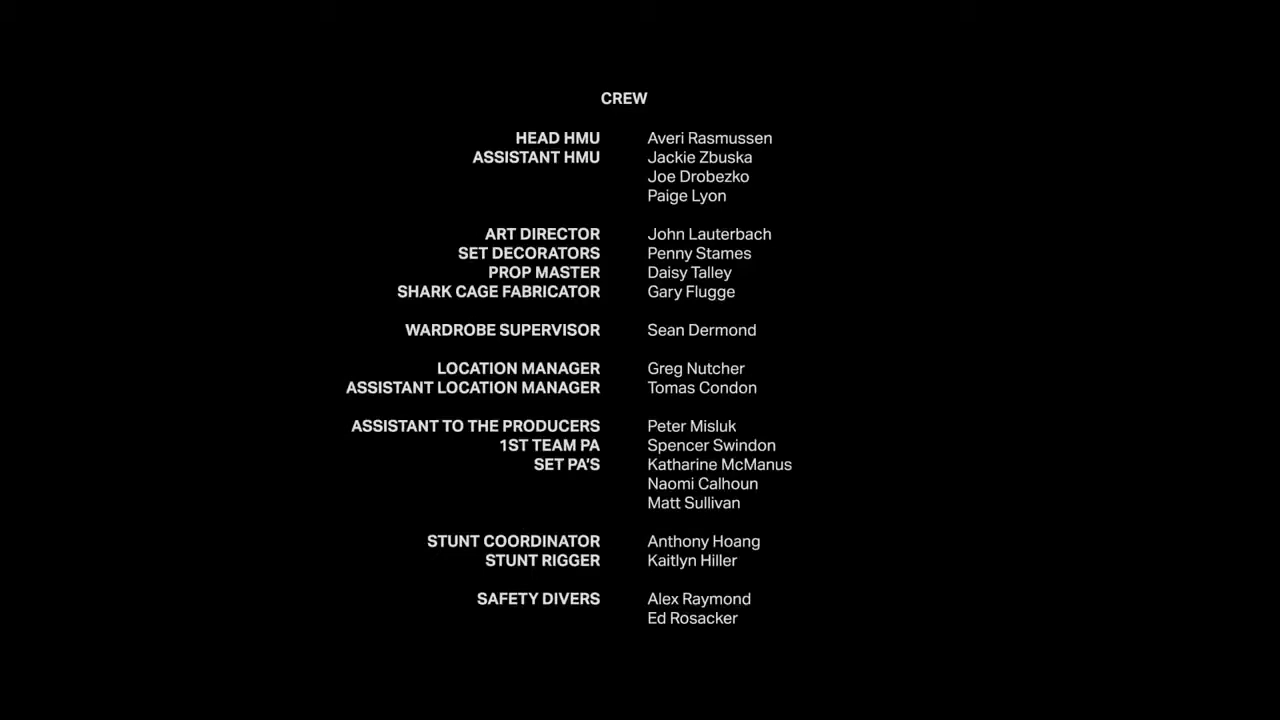 CREW
HEAD HMU Averi Rasmussen
ASSISTANT HMU Jackie Zbuska
Joe Drobezko
Paige Lyon
ART DIRECTOR John Lauterbach
SET DECORATORS Penny Stames
PROP MASTER Daisy Talley
SHARK CAGE FABRICATOR Gary Flugge
WARDROBE SUPERVISOR Sean Dermond
LOCATION MANAGER Greg Nutcher
ASSISTANT LOCATION MANAGER Tomas Condon
ASSISTANT TO THE PRODUCERS Peter Misluk
1ST TEAM PA Spencer Swindon
SET PA'S Katharine McManus
Naomi Calhoun
Matt Sullivan
STUNT COORDINATOR Anthony Hoang
STUNT RIGGER Kaitlyn Hiller
SAFETY DIVERS Alex Raymond
Ed Rosacker